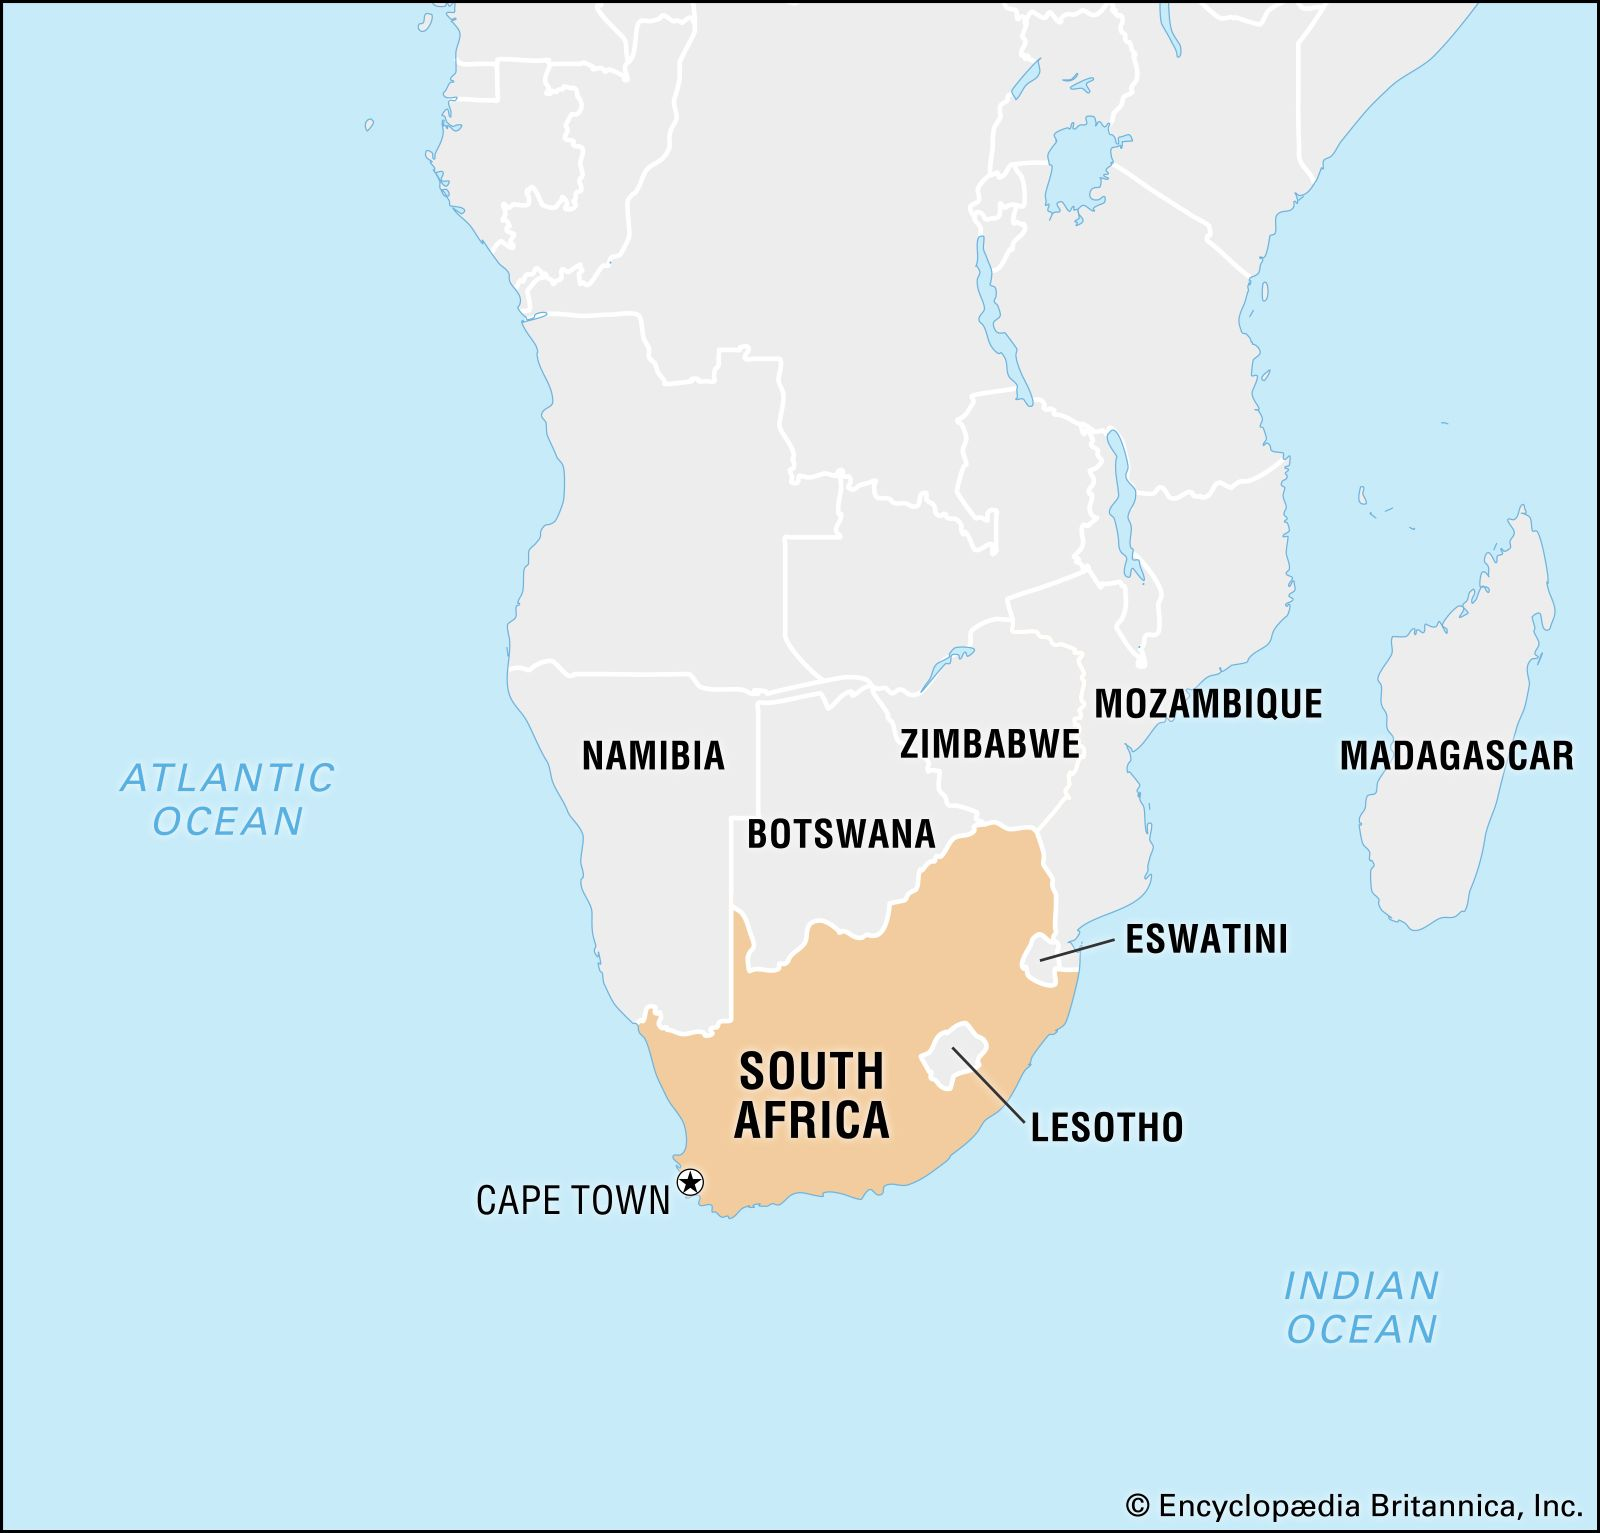 MOZAMBIQUE
NAMIBIA
ZIMBABWE
MADAGASCAR
ATLANTIC
OCEAN
BOTSWANA
ESWATINI
SOUTH
AFRICA
LESOTHO
CAPE TOWN
INDIAN
OCEAN
© Encyclopædia Britannica, Inc.